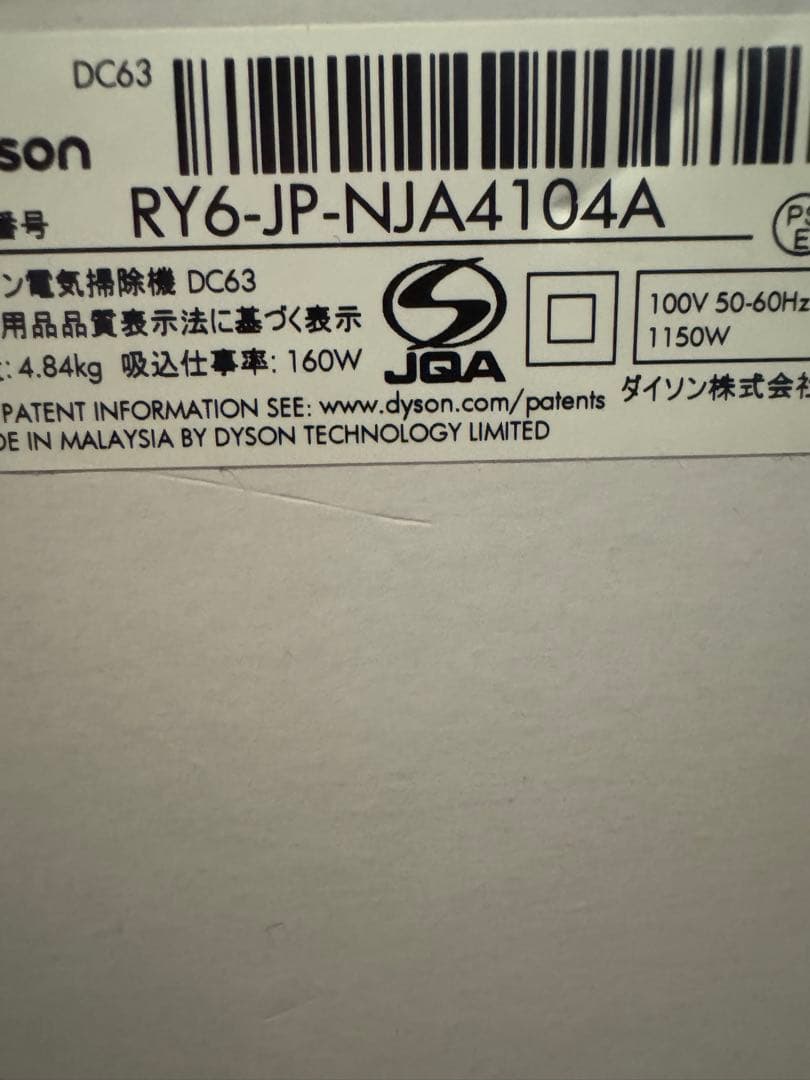 DC63
son
番号 RY6-JP-NJA4104A
PS
E
ン電気掃除機 DC63
用品品質表示法に基づく表示
: 4.84kg 吸込仕事率: 160W
JQA
100V 50-60Hz
1150W
PATENT INFORMATION SEE: www.dyson.com/patents
DE IN MALAYSIA BY DYSON TECHNOLOGY LIMITED
ダイソン株式会社